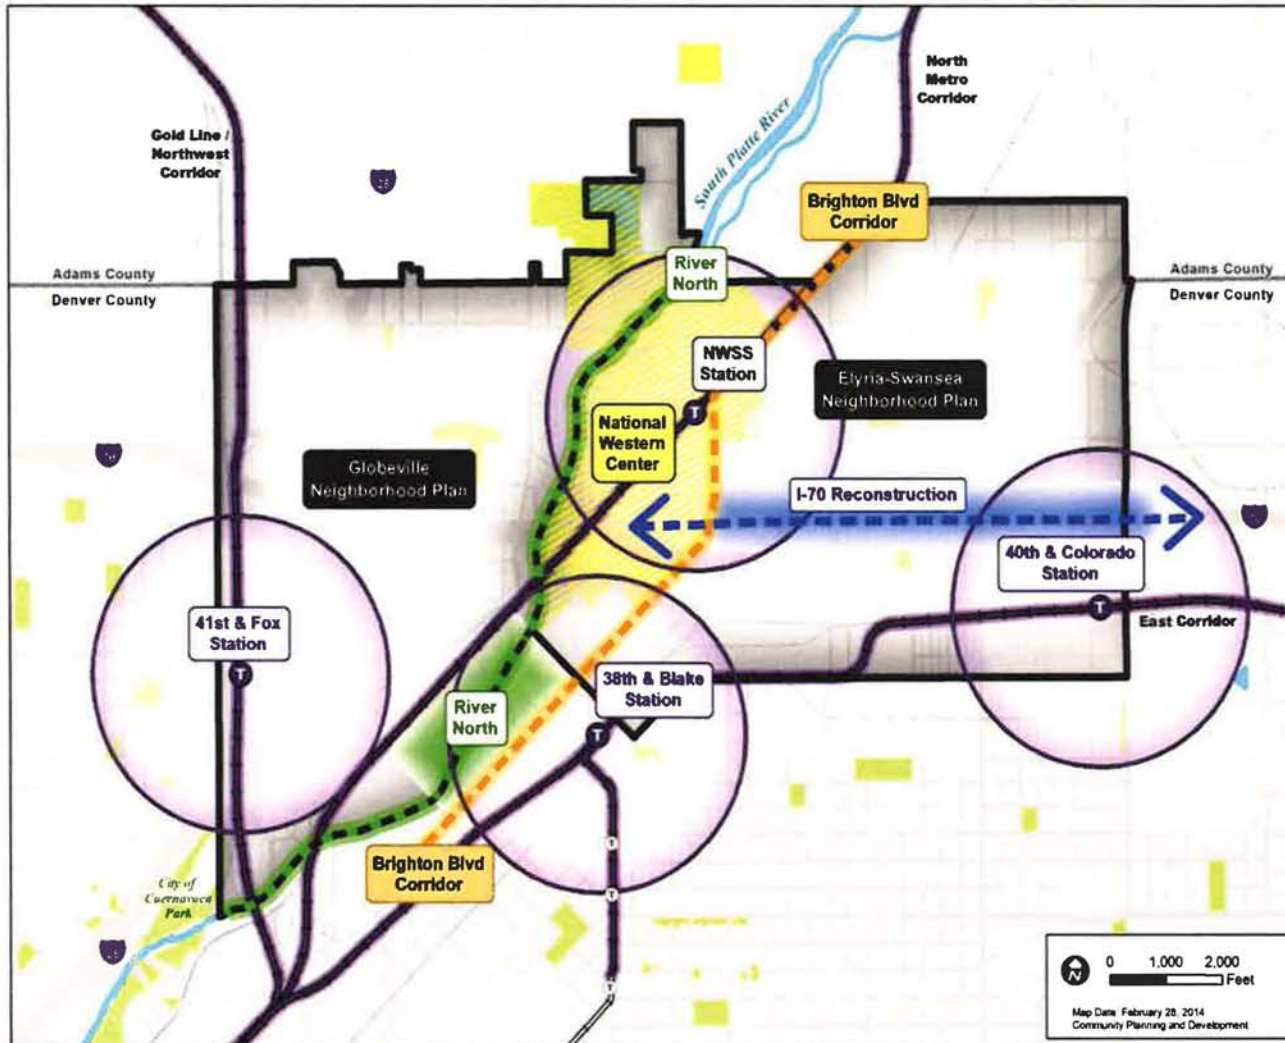 North
Metro
Corridor
Gold Line /
Northwest
Corridor
South Platte River
Brighton Blvd
Corridor
Adams County
Denver County
River
North
Adams County
Denver County
NWSS
Station
Elyria-Swansea
Neighborhood Plan
T
National
Western
Center
Globeville
Neighborhood Plan
I-70 Reconstruction
40th & Colorado
Station
T
East Corridor
41st & Fox
Station
T
38th & Blake
Station
T
River
North
Brighton Blvd
Corridor
T
T
T
City of
Cuernavaca
Park
N
0 1,000 2,000
Feet
Map Date: February 28, 2014
Community Planning and Development